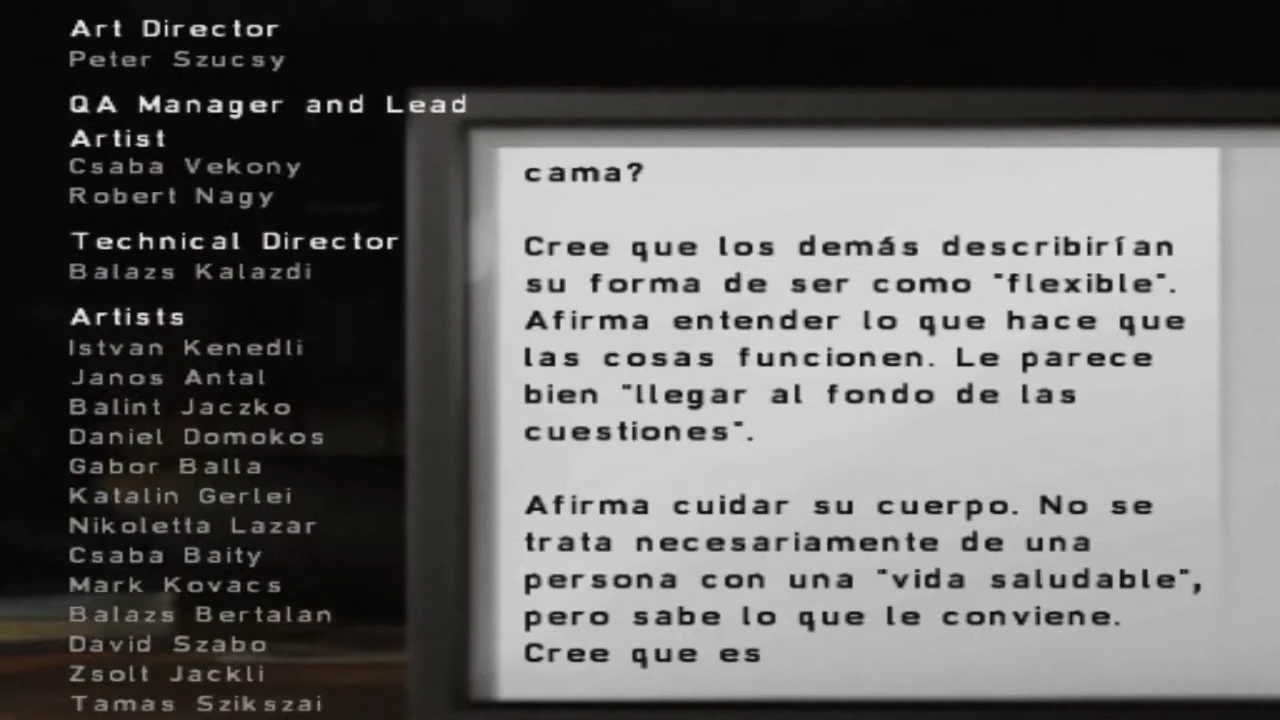 Art Director
Peter Szucsy
QA Manager and Lead
Artist
Csaba Vekony
Robert Nagy
Technical Director
Balazs Kalazdi
Artists
Istvan Kenedli
Janos Antal
Balint Jaczko
Daniel Domokos
Gabor Balla
Katalin Gerlei
Nikoletta Lazar
Csaba Baity
Mark Kovacs
Balazs Bertalan
David Szabo
Zsolt Jackli
Tamas Szikszai
cama?
Cree que los demás describirían
su forma de ser como "flexible".
Afirma entender lo que hace que
las cosas funcionen. Le parece
bien "llegar al fondo de las
cuestiones".
Afirma cuidar su cuerpo. No se
trata necesariamente de una
persona con una "vida saludable",
pero sabe lo que le conviene.
Cree que es